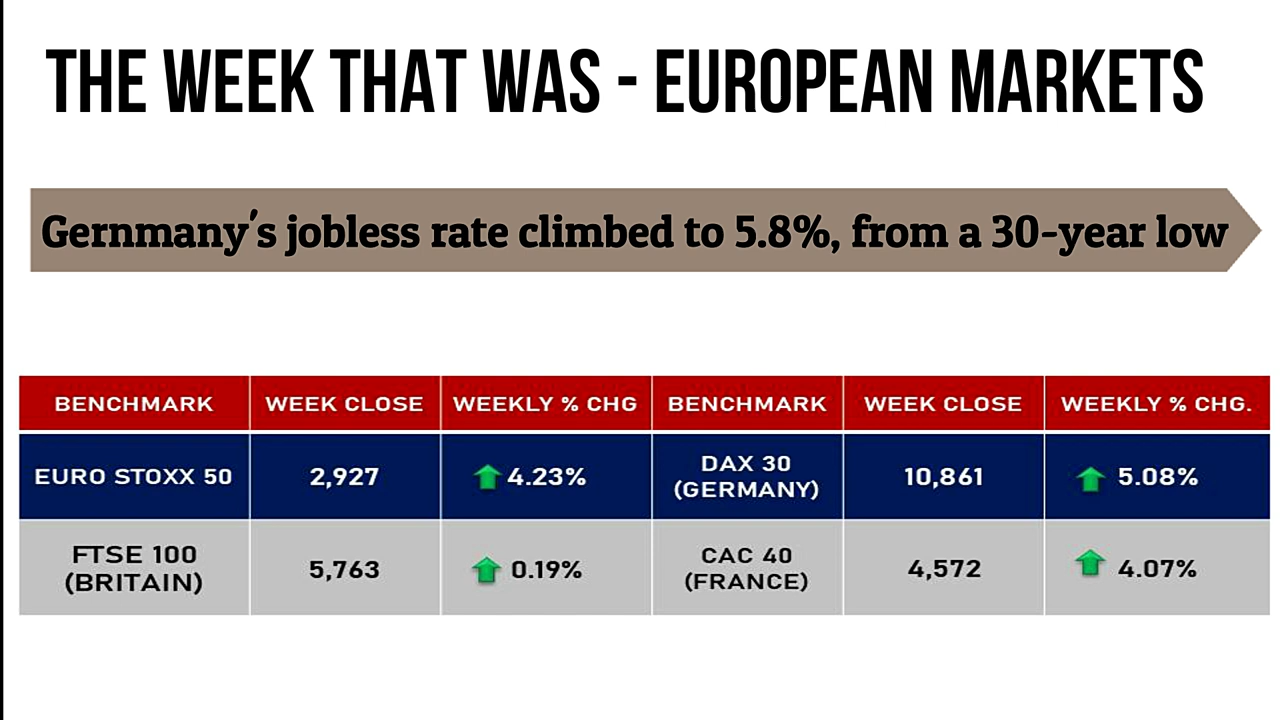 THE WEEK THAT WAS - EUROPEAN MARKETS
Gernmany's jobless rate climbed to 5.8%, from a 30-year low
BENCHMARK WEEK CLOSE WEEKLY % CHG BENCHMARK WEEK CLOSE WEEKLY % CHG.
EURO STOXX 50 2,927 4.23% DAX 30 (GERMANY) 10,861 5.08%
FTSE 100 (BRITAIN) 5,763 0.19% CAC 40 (FRANCE) 4,572 4.07%